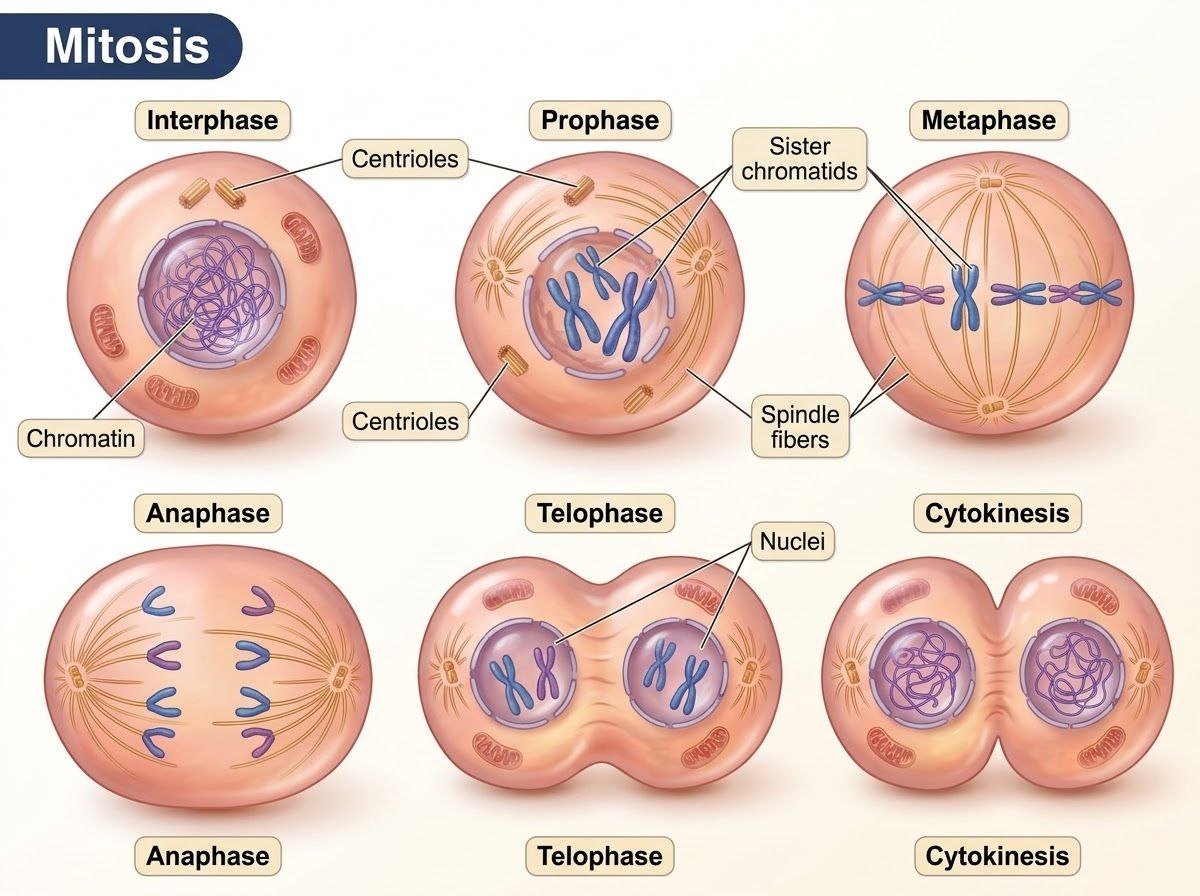 Mitosis
Interphase
Prophase
Metaphase
Centrioles
Sister
chromatids
Chromatin
Centrioles
Spindle
fibers
Anaphase
Telophase
Cytokinesis
Nuclei
Anaphase
Telophase
Cytokinesis